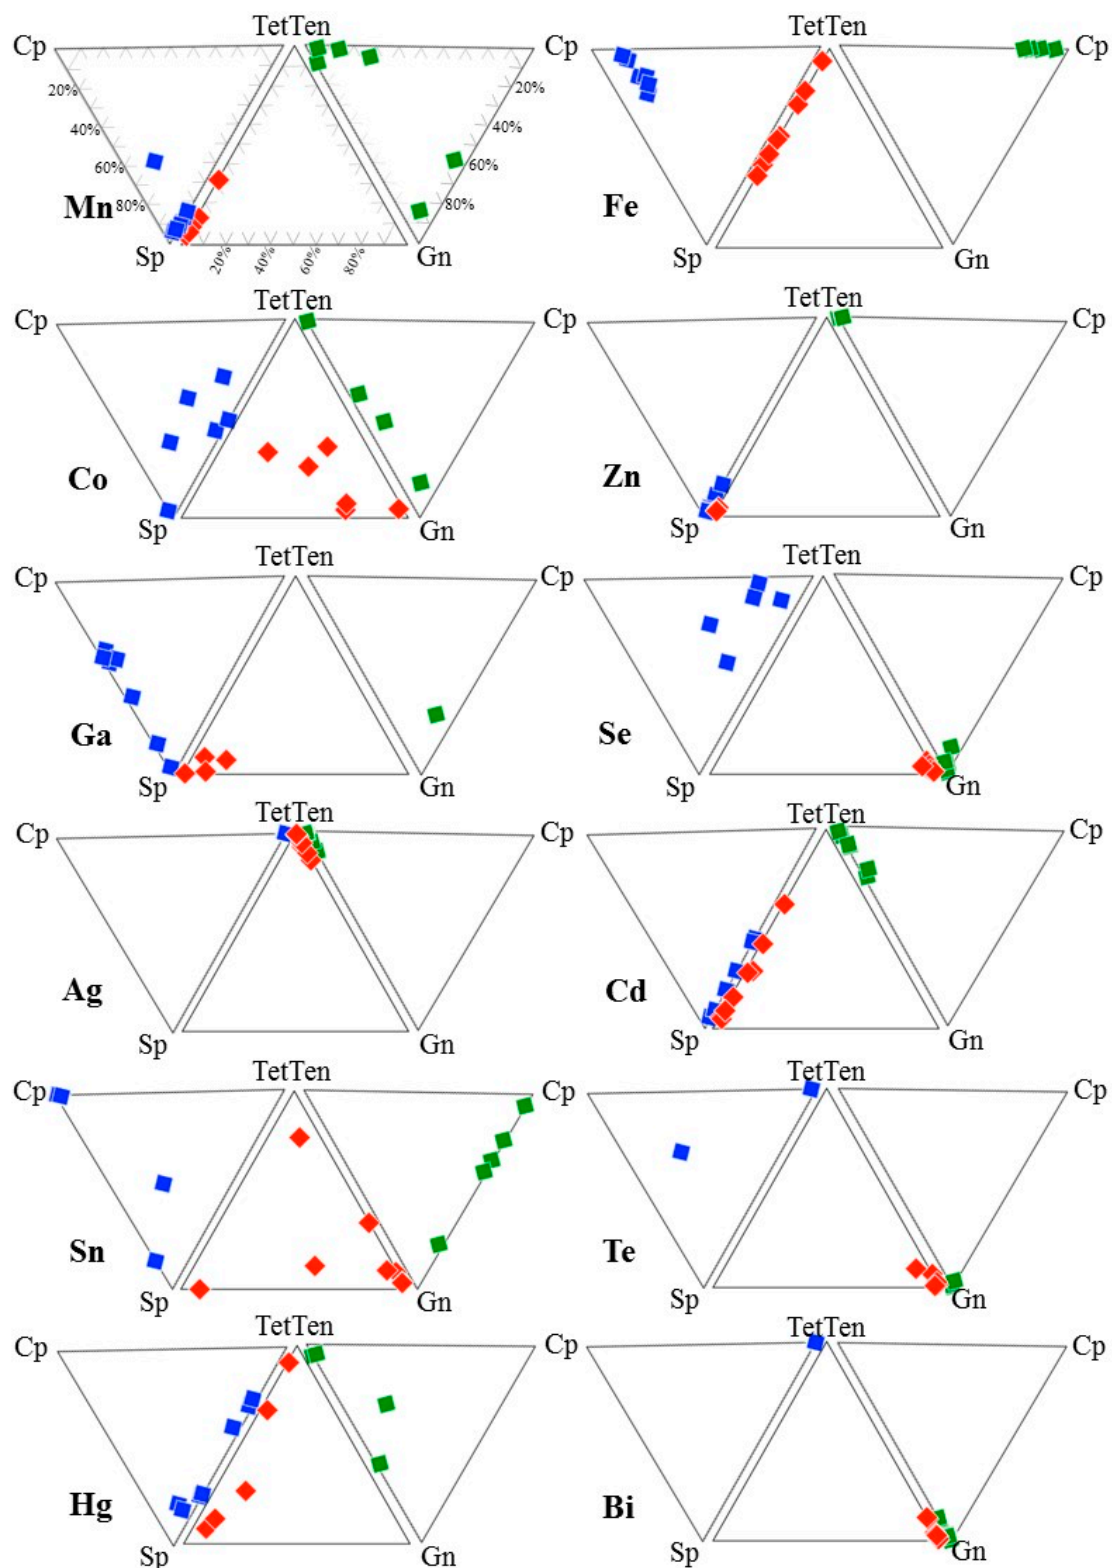 TetTen
Cp Cp
20% 20%
40% 40%
60% 60%
80% 80%
Mn
Sp 20% 40% 60% 80% Gn
TetTen
Cp
Fe
Sp Gn
TetTen
Cp Cp
Co
Sp Gn
TetTen
Cp
Zn
Sp Gn
TetTen
Cp Cp
Ga
Sp Gn
TetTen
Cp
Se
Sp Gn
TetTen
Cp Cp
Ag
Sp Gn
TetTen
Cp
Cd
Sp Gn
TetTen
Cp Cp
Sn
Sp Gn
TetTen
Cp
Te
Sp Gn
TetTen
Cp Cp
Hg
Sp Gn
TetTen
Cp
Bi
Sp Gn